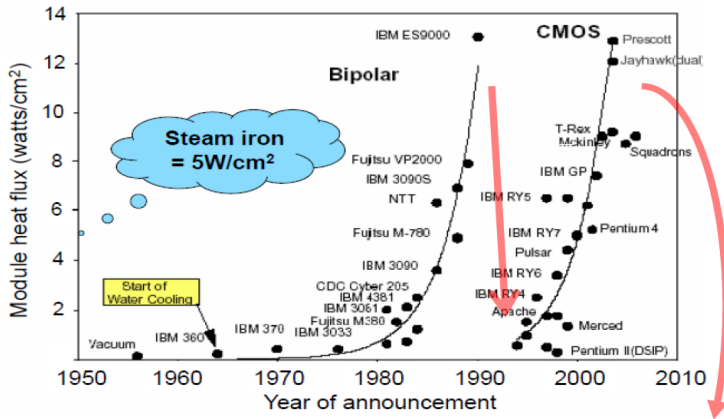 14
12
10
8
6
4
2
Module heat flux (watts/cm²)
IBM ES9000
CMOS
Prescott
Jayhawk(dual)
Bipolar
Steam iron
= 5W/cm²
T-Rex
Mckinley
Squadrons
Fujitsu VP2000
IBM GP
IBM 3090S
NTT
IBM RY5
Fujitsu M-780
IBM RY7
Pentium 4
Pulsar
IBM 3090
IBM RY6
Start of
Water Cooling
CDC Cyber 205
IBM 4381
IBM RY4
IBM 3081
Apache
Fujitsu M380
IBM 370
IBM 3033
Merced
IBM 360
Vacuum
Pentium II(DSIP)
1950
1960
1970
1980
1990
2000
2010
Year of announcement